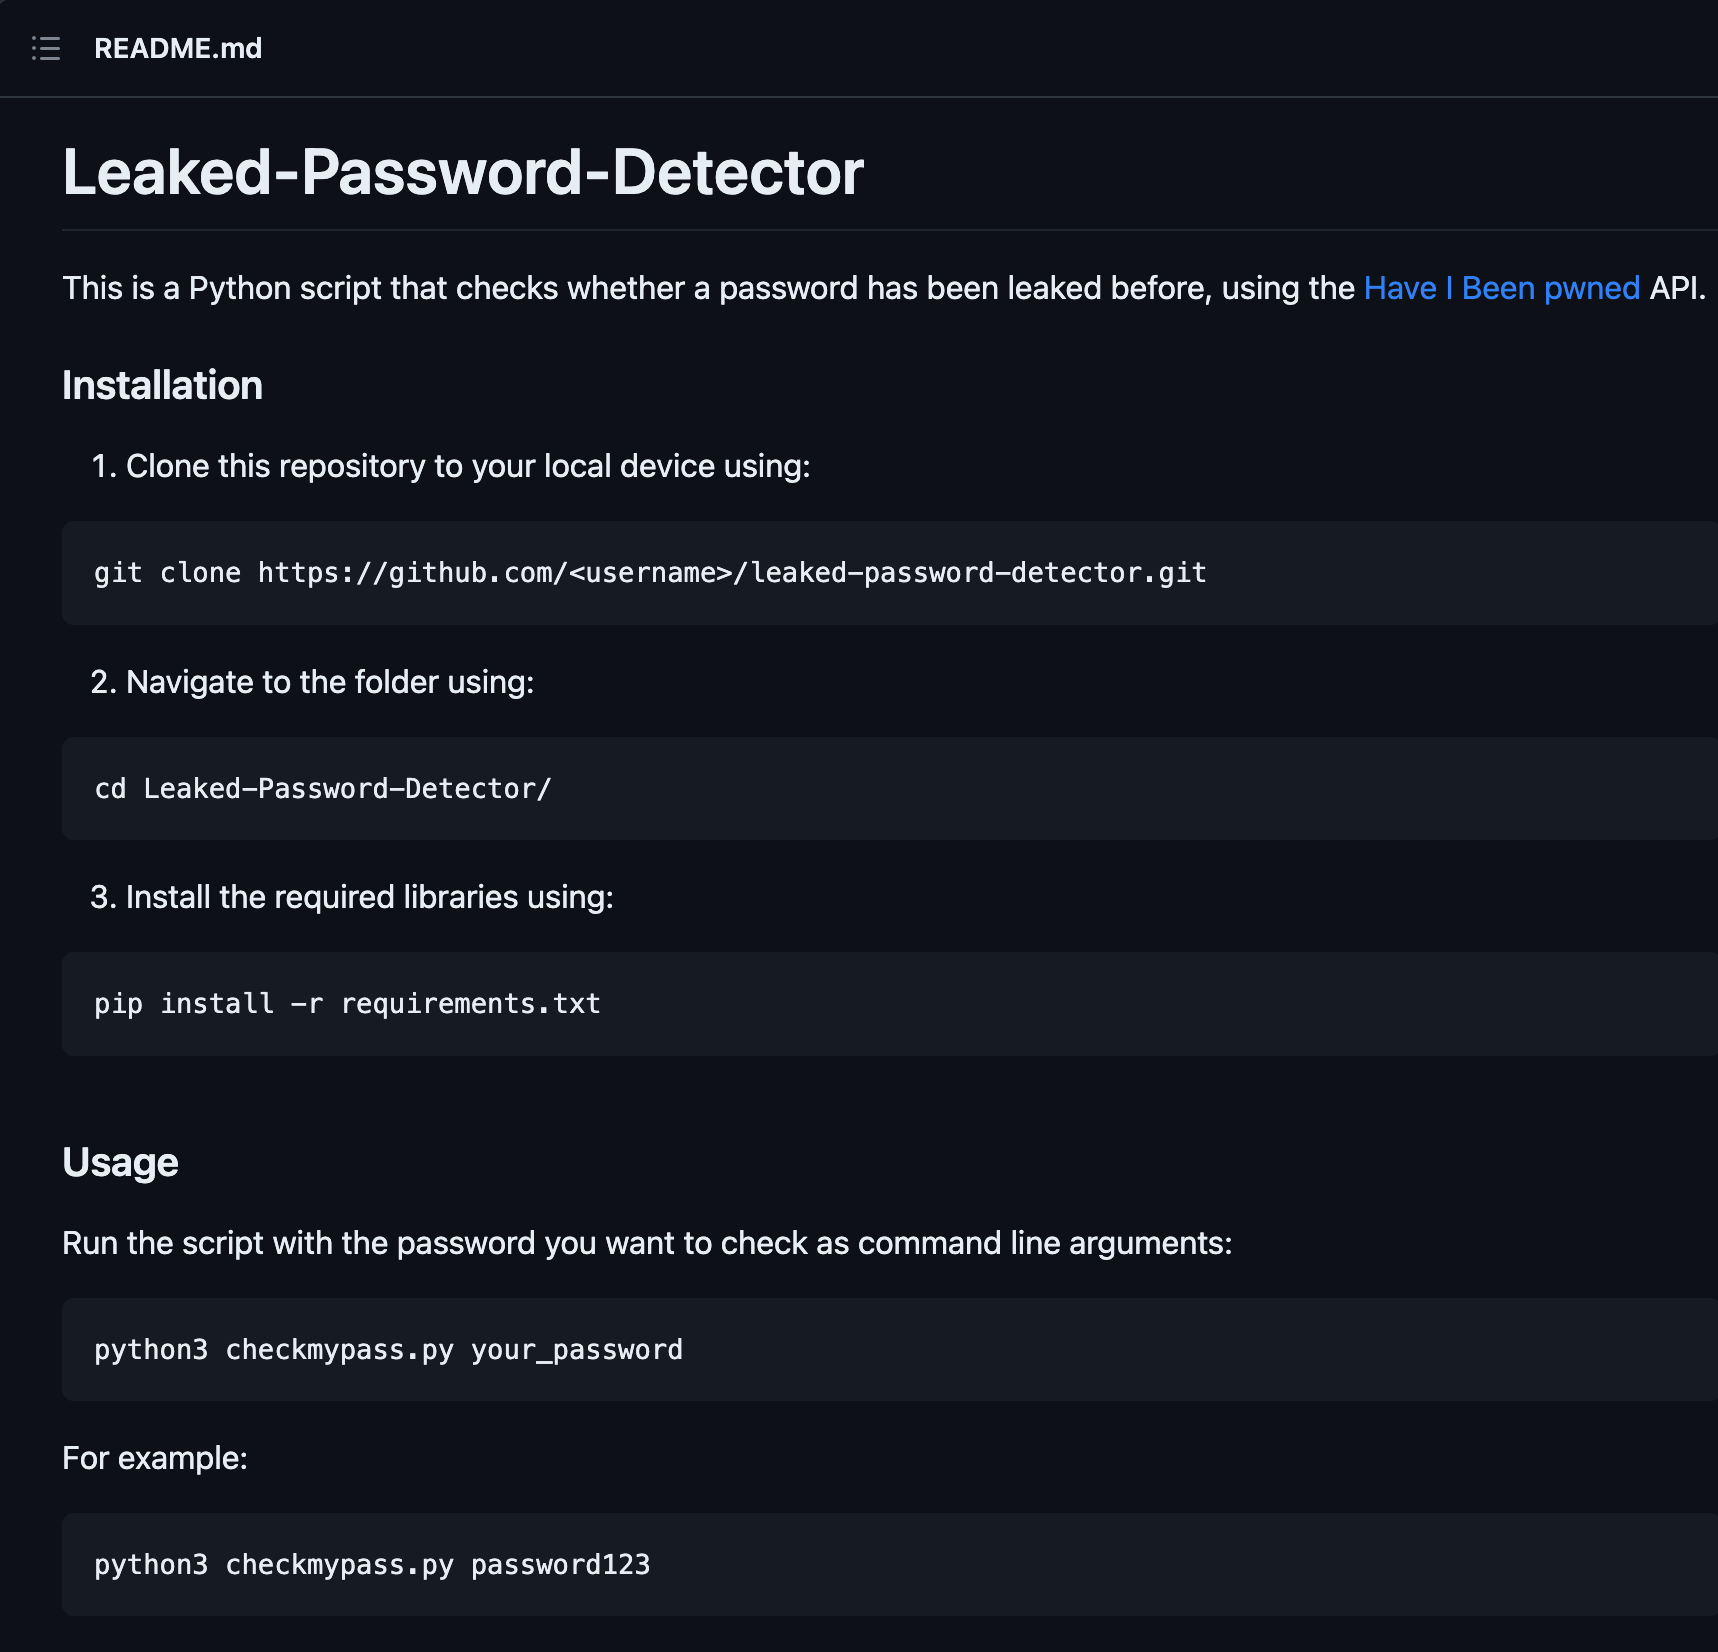 README.md
Leaked-Password-Detector
This is a Python script that checks whether a password has been leaked before, using the Have I Been pwned API.
Installation
1. Clone this repository to your local device using:
git clone https://github.com/<username>/leaked-password-detector.git
2. Navigate to the folder using:
cd Leaked-Password-Detector/
3. Install the required libraries using:
pip install -r requirements.txt
Usage
Run the script with the password you want to check as command line arguments:
python3 checkmypass.py your_password
For example:
python3 checkmypass.py password123